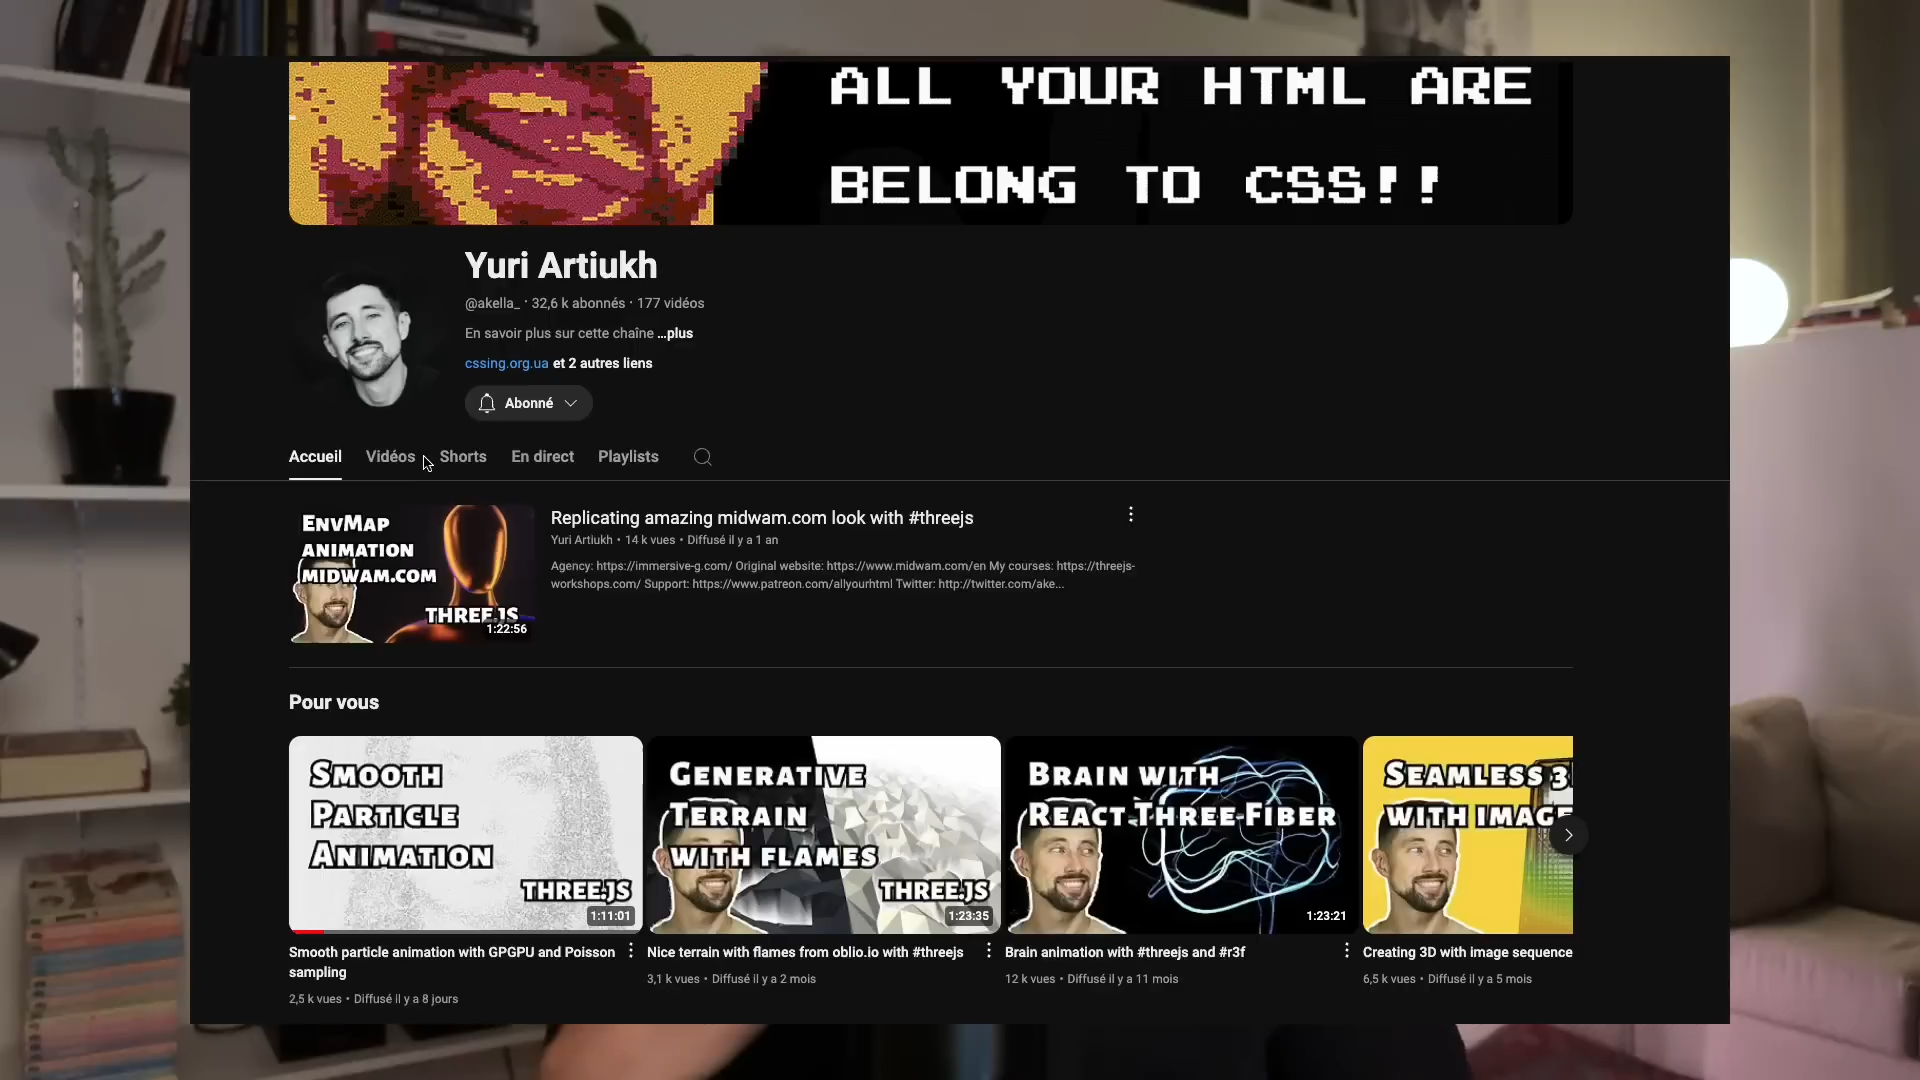 ALL YOUR HTML ARE
BELONG TO CSS!!
Yuri Artiukh
@akella_ · 32,6 k abonnés · 177 vidéos
En savoir plus sur cette chaîne ...plus
cssing.org.ua et 2 autres liens
Abonné
Accueil Vidéos Shorts En direct Playlists
ENVMAP
ANIMATION
MIDWAM.COM
THREEJS
1:22:56
Replicating amazing midwam.com look with #threejs
Yuri Artiukh • 14 k vues • Diffusé il y a 1 an
Agency: https://immersive-g.com/ Original website: https://www.midwam.com/en My courses: https://threejs-
workshops.com/ Support: https://www.patreon.com/allyourhtml Twitter: http://twitter.com/ake...
Pour vous
SMOOTH
PARTICLE
ANIMATION
THREEJS
1:11:01
Smooth particle animation with GPGPU and Poisson
sampling
2,5 k vues • Diffusé il y a 8 jours
GENERATIVE
TERRAIN
WITH FLAMES
THREEJS
1:23:35
Nice terrain with flames from oblio.io with #threejs
3,1 k vues • Diffusé il y a 2 mois
BRAIN WITH
REACT-THREE-FIBER
1:23:21
Brain animation with #threejs and #r3f
12 k vues • Diffusé il y a 11 mois
SEAMLESS 3
WITH IMAGE
Creating 3D with image sequence
6,5 k vues • Diffusé il y a 5 mois